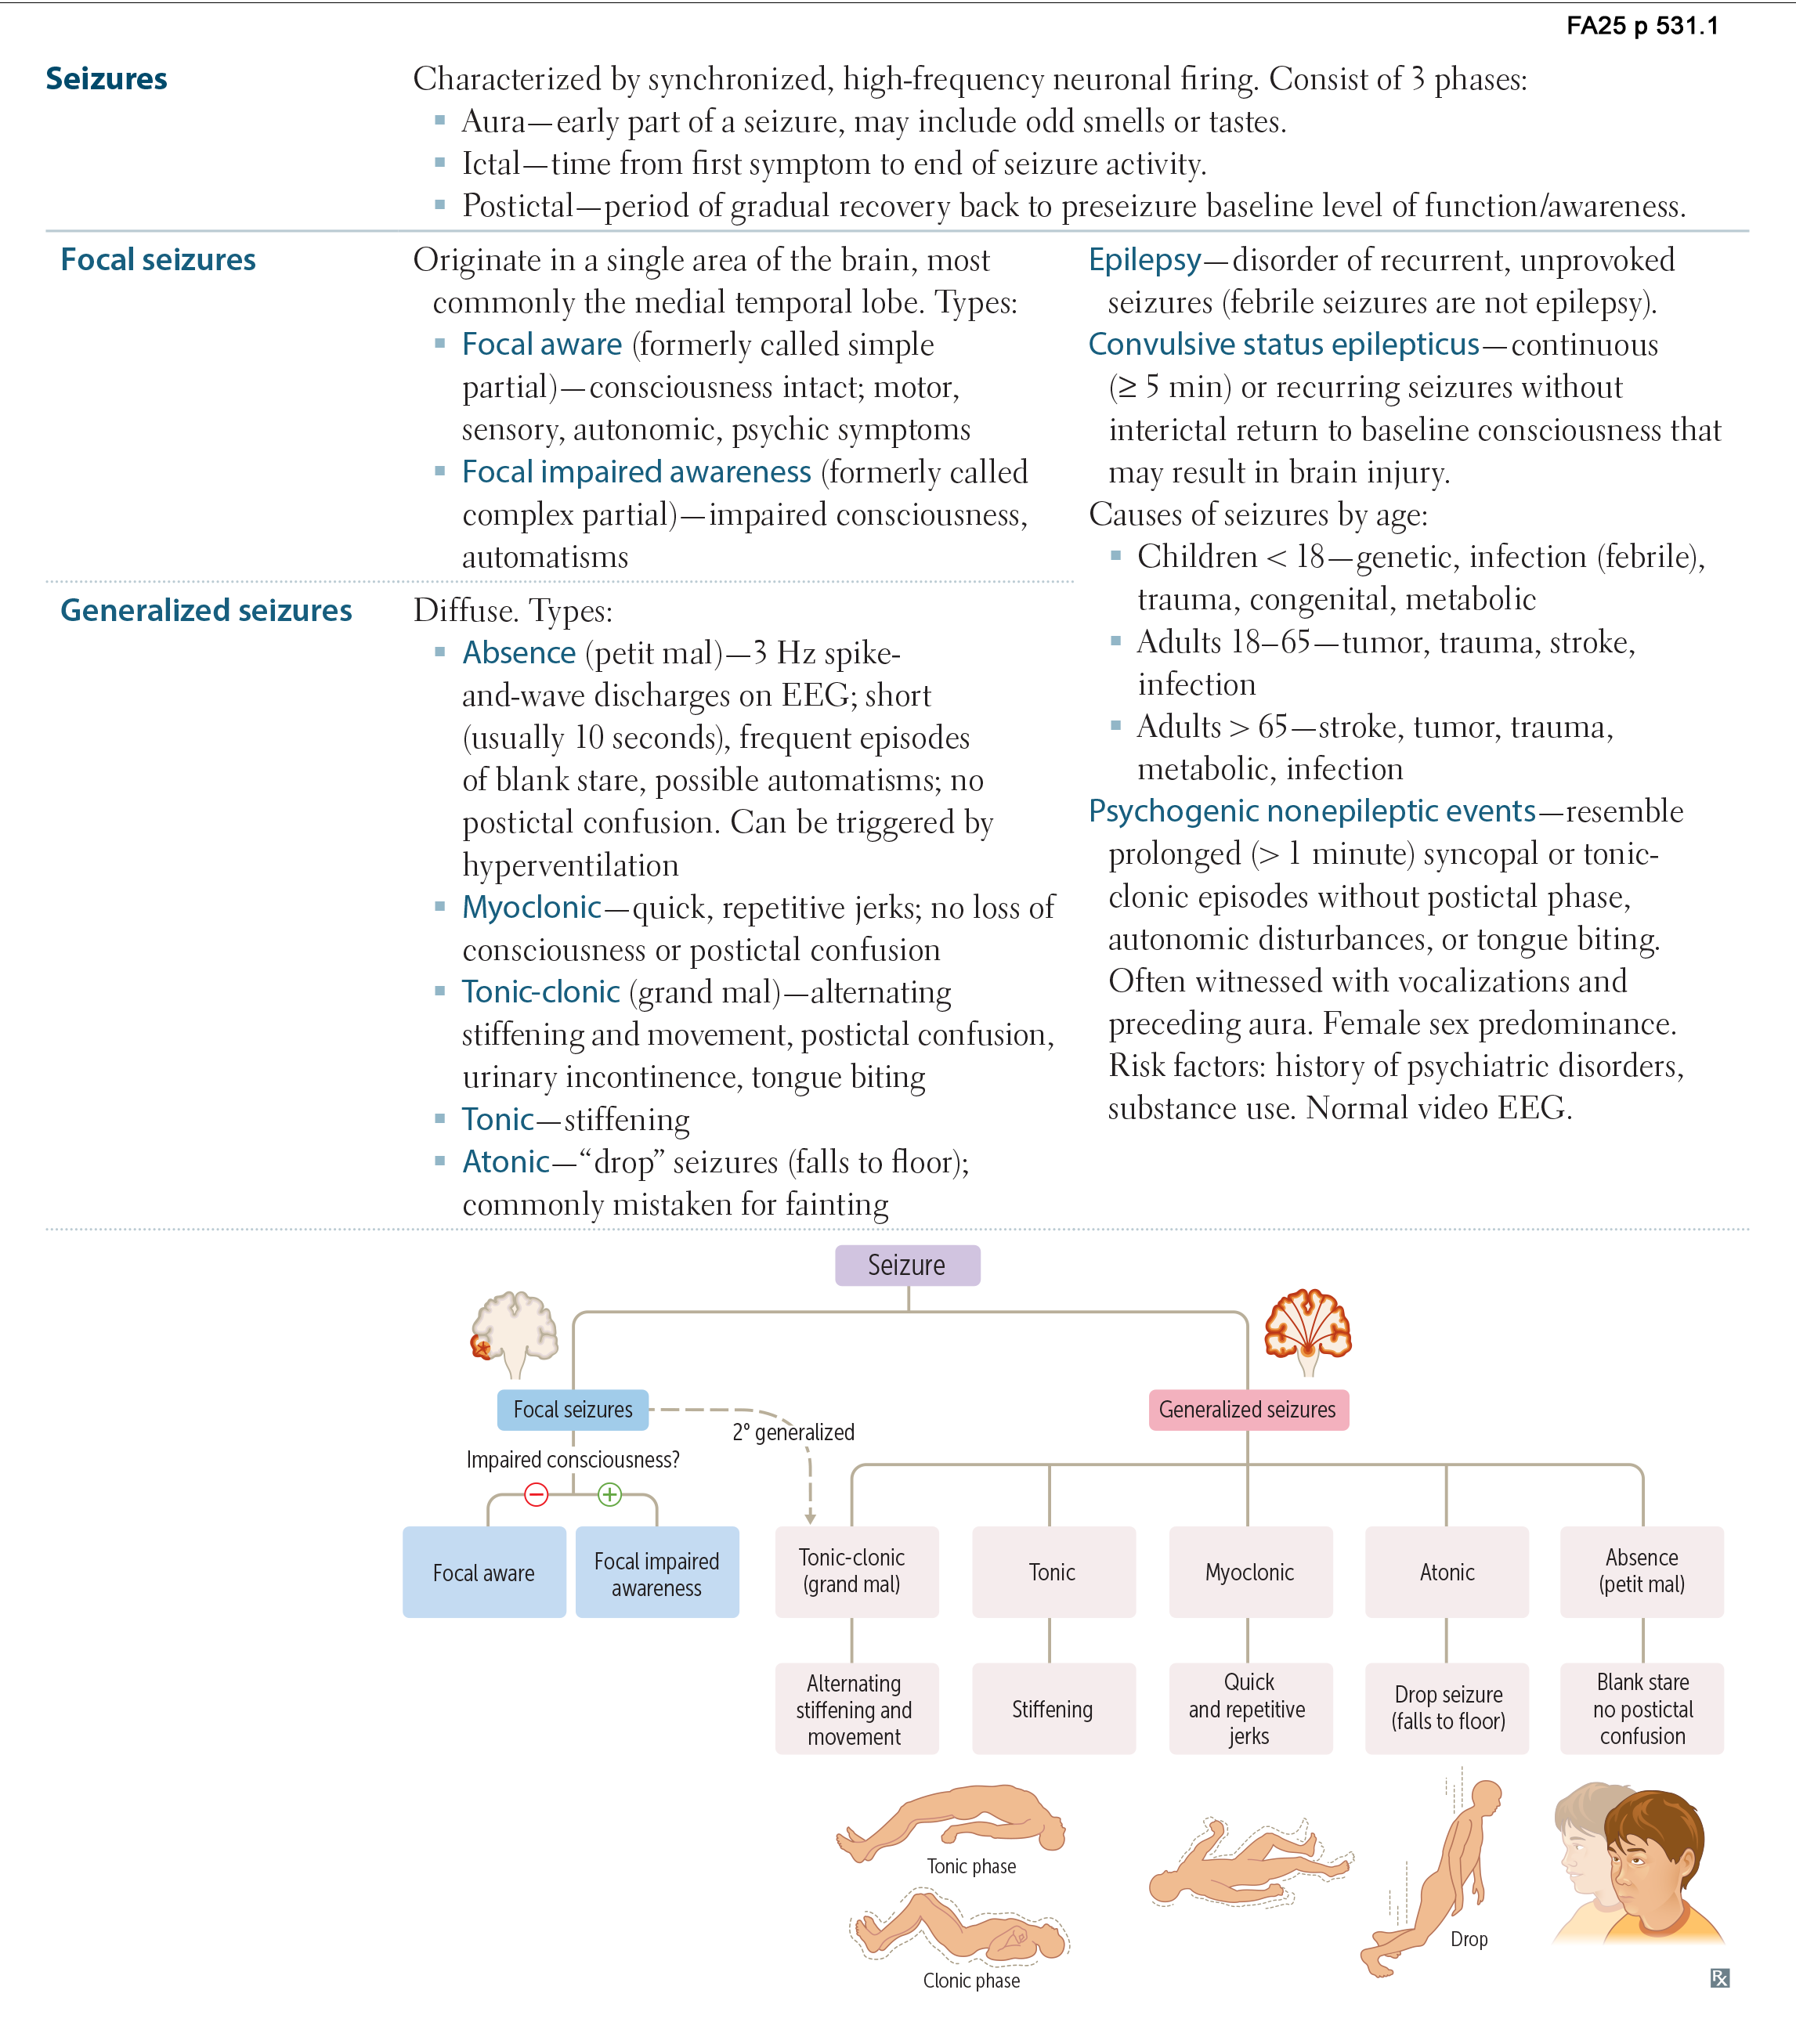 FA25 p 531.1
Seizures
Characterized by synchronized, high-frequency neuronal firing. Consist of 3 phases:
▪ Aura—early part of a seizure, may include odd smells or tastes.
▪ Ictal—time from first symptom to end of seizure activity.
▪ Postictal—period of gradual recovery back to preseizure baseline level of function/awareness.
Focal seizures
Originate in a single area of the brain, most
commonly the medial temporal lobe. Types:
▪ Focal aware (formerly called simple
partial)—consciousness intact; motor,
sensory, autonomic, psychic symptoms
▪ Focal impaired awareness (formerly called
complex partial)—impaired consciousness,
automatisms
Generalized seizures
Diffuse. Types:
▪ Absence (petit mal)—3 Hz spike-
and-wave discharges on EEG; short
(usually 10 seconds), frequent episodes
of blank stare, possible automatisms; no
postictal confusion. Can be triggered by
hyperventilation
▪ Myoclonic—quick, repetitive jerks; no loss of
consciousness or postictal confusion
▪ Tonic-clonic (grand mal)—alternating
stiffening and movement, postictal confusion,
urinary incontinence, tongue biting
▪ Tonic—stiffening
▪ Atonic—“drop” seizures (falls to floor);
commonly mistaken for fainting
Epilepsy—disorder of recurrent, unprovoked
seizures (febrile seizures are not epilepsy).
Convulsive status epilepticus—continuous
(≥ 5 min) or recurring seizures without
interictal return to baseline consciousness that
may result in brain injury.
Causes of seizures by age:
▪ Children < 18—genetic, infection (febrile),
trauma, congenital, metabolic
▪ Adults 18–65—tumor, trauma, stroke,
infection
▪ Adults > 65—stroke, tumor, trauma,
metabolic, infection
Psychogenic nonepileptic events—resemble
prolonged (> 1 minute) syncopal or tonic-
clonic episodes without postictal phase,
autonomic disturbances, or tongue biting.
Often witnessed with vocalizations and
preceding aura. Female sex predominance.
Risk factors: history of psychiatric disorders,
substance use. Normal video EEG.
Seizure
Focal seizures
Generalized seizures
2° generalized
Impaired consciousness?
−
+
Focal aware
Focal impaired
awareness
Tonic-clonic
(grand mal)
Tonic
Myoclonic
Atonic
Absence
(petit mal)
Alternating
stiffening and
movement
Stiffening
Quick
and repetitive
jerks
Drop seizure
(falls to floor)
Blank stare
no postictal
confusion
Tonic phase
Clonic phase
Drop
Rx